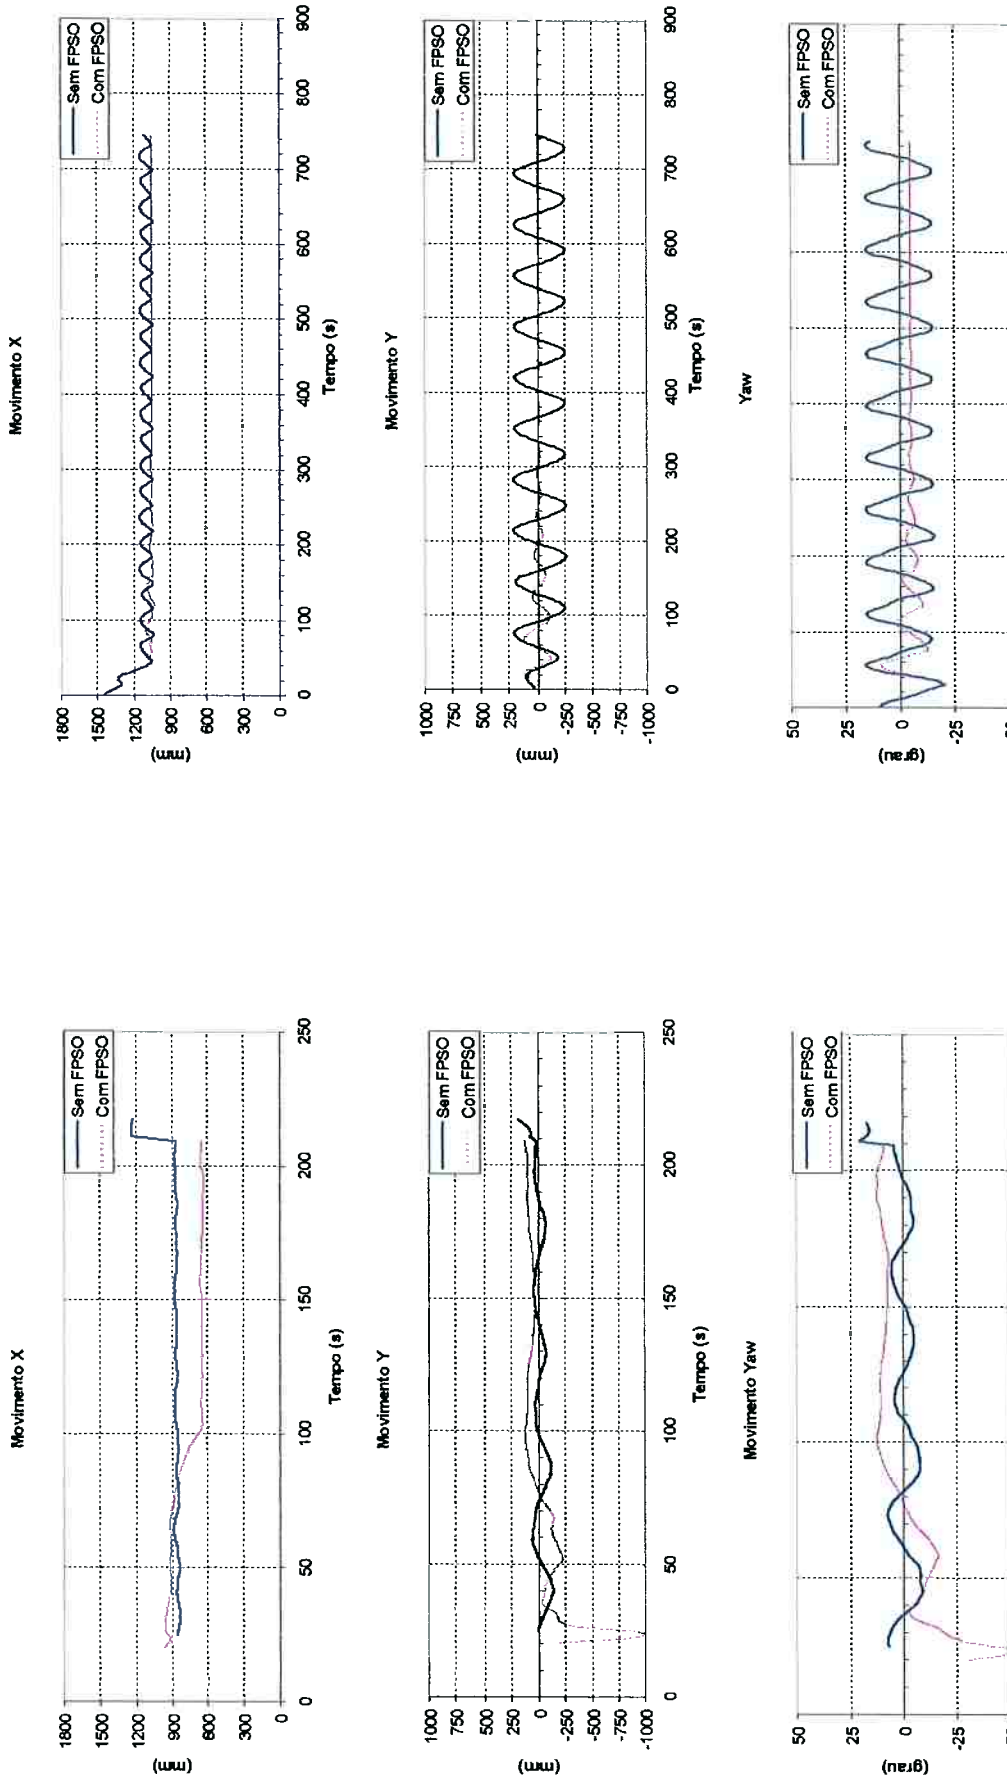 Movimento X
1800
1500
1200
900
600
300
0
(mm)
0 50 100 150 200 250
Tempo (s)
Sem FPSO
Com FPSO
Movimento Y
1000
750
500
250
0
-250
-500
-750
-1000
(mm)
0 50 100 150 200 250
Tempo (s)
Sem FPSO
Com FPSO
Movimento Yaw
50
25
0
-25
(grau)
Sem FPSO
Com FPSO
Movimento X
1800
1500
1200
900
600
300
0
(mm)
0 100 200 300 400 500 600 700 800 900
Tempo (s)
Sem FPSO
Com FPSO
Movimento Y
1000
750
500
250
0
-250
-500
-750
-1000
(mm)
0 100 200 300 400 500 600 700 800 900
Tempo (s)
Sem FPSO
Com FPSO
Yaw
50
25
0
-25
(grau)
Sem FPSO
Com FPSO